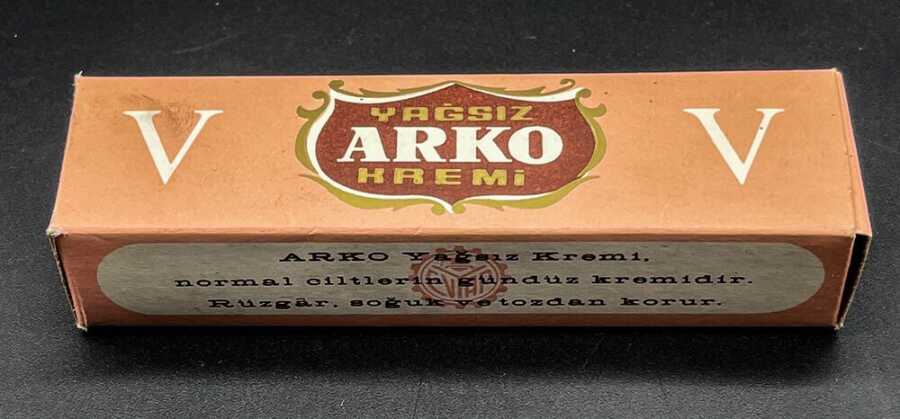 V
YAĞSIZ
ARKO
KREMİ
V
ARKO Yağsız Kremi,
normal ciltlerin gündüz kremidir.
Rüzgâr, soğuk ve tozdan korur.